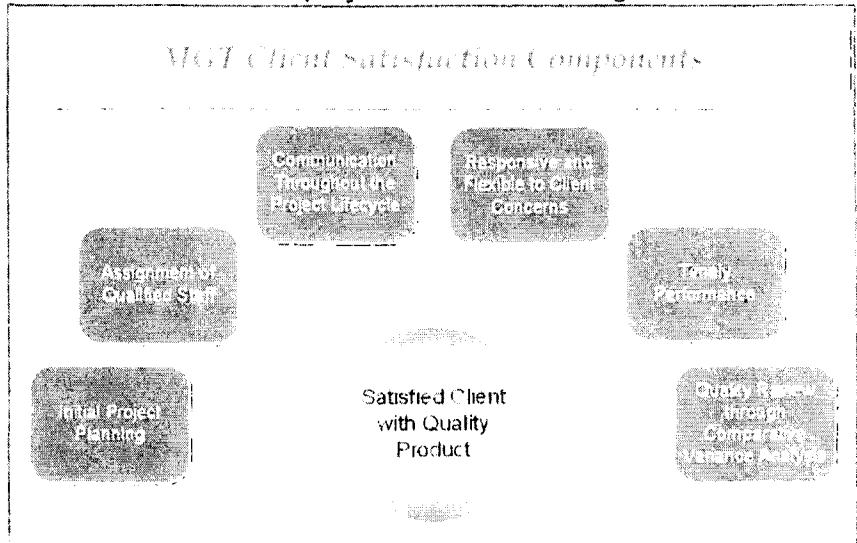 MGT Client Satisfaction Components
Communication
Throughout the
Project Lifecycle
Responsive and
Flexible to Client
Concerns
Assignment of
Qualified Staff
Timely
Performance
Initial Project
Planning
Satisfied Client
with Quality
Product
Quality Review
through
Comparative
Variance Analysis